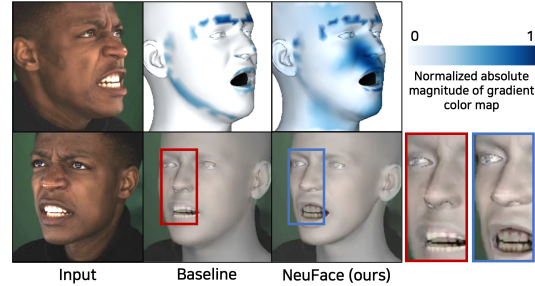 0 1
Normalized absolute
magnitude of gradient
color map
Input Baseline NeuFace (ours)